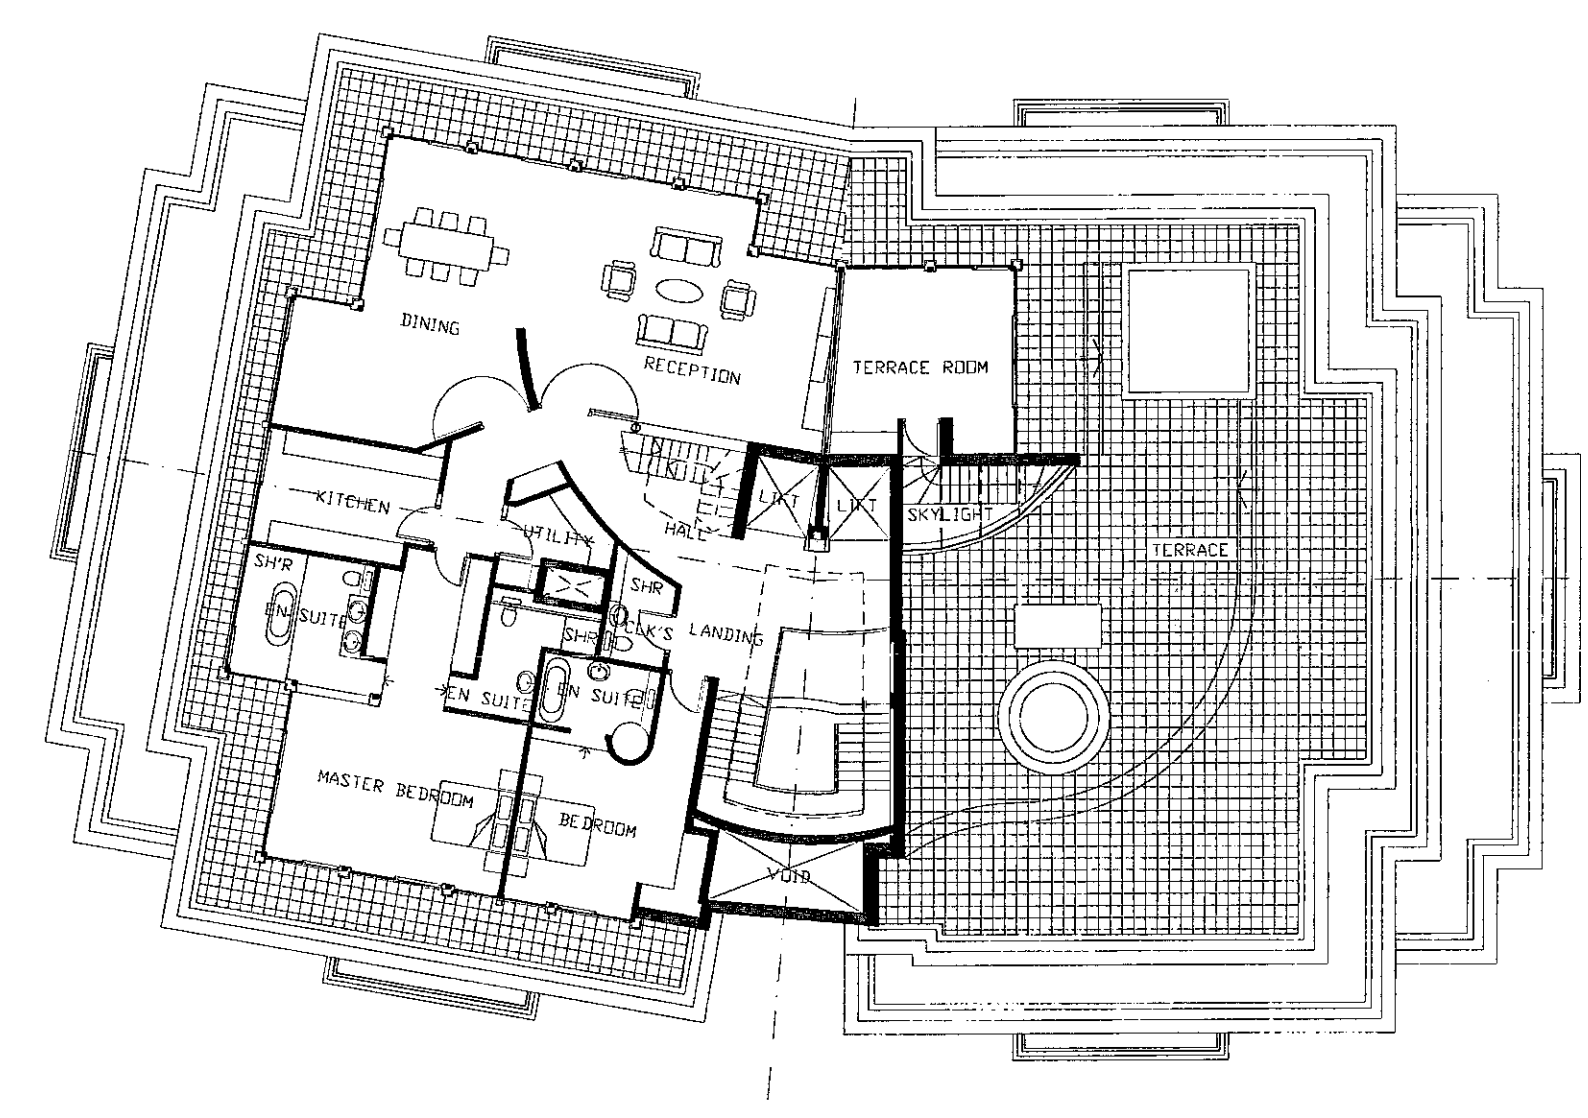 DINING
RECEPTION
TERRACE ROOM
KITCHEN
UTILITY
HALL
LIFT
LIFT
SKYLIGHT
TERRACE
SH'R
EN SUITE
SHR
CLK'S
LANDING
SHR
EN SUITE
EN SUITE
MASTER BEDROOM
BEDROOM
VOID